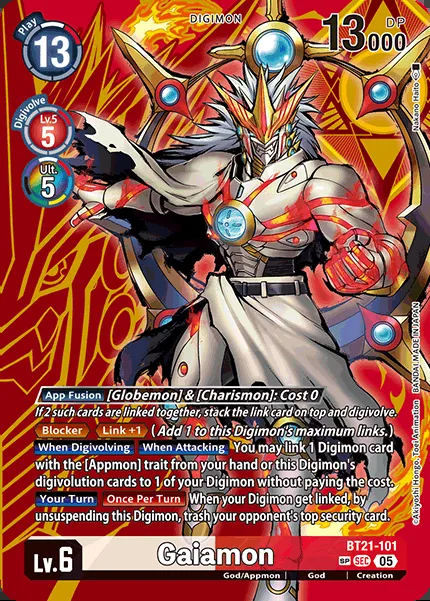 DIGIMON
Play
13
DP
13000
Digivolve
Lv.5
5
Ult.
5
Nakano Haito
©Akiyoshi Hongo, Toei Animation BANDAI, MADE IN JAPAN
App Fusion [Globemon] & [Charismon]: Cost 0
If 2 such cards are linked together, stack the link card on top and digivolve.
Blocker Link +1 (Add 1 to this Digimon's maximum links.)
When Digivolving When Attacking You may link 1 Digimon card
with the [Appmon] trait from your hand or this Digimon's
digivolution cards to 1 of your Digimon without paying the cost.
Your Turn Once Per Turn When your Digimon get linked, by
unsuspending this Digimon, trash your opponent's top security card.
Lv.6
Gaiamon
BT21-101
SP SEC 05
God/Appmon God Creation